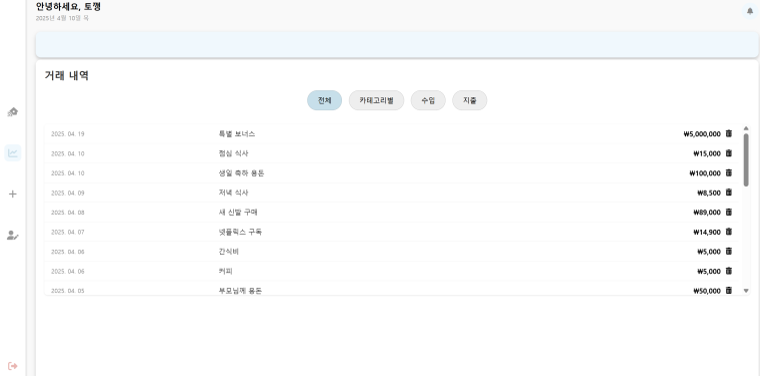 안녕하세요, 토깽
2025년 4월 10일 목
거래 내역
전체 카테고리별 수입 지출
2025. 04. 19 특별 보너스 ₩5,000,000
2025. 04. 10 점심 식사 ₩15,000
2025. 04. 10 생일 축하 용돈 ₩100,000
2025. 04. 09 저녁 식사 ₩8,500
2025. 04. 08 새 신발 구매 ₩89,000
2025. 04. 07 넷플릭스 구독 ₩14,900
2025. 04. 06 간식비 ₩5,000
2025. 04. 06 커피 ₩5,000
2025. 04. 05 부모님께 용돈 ₩50,000